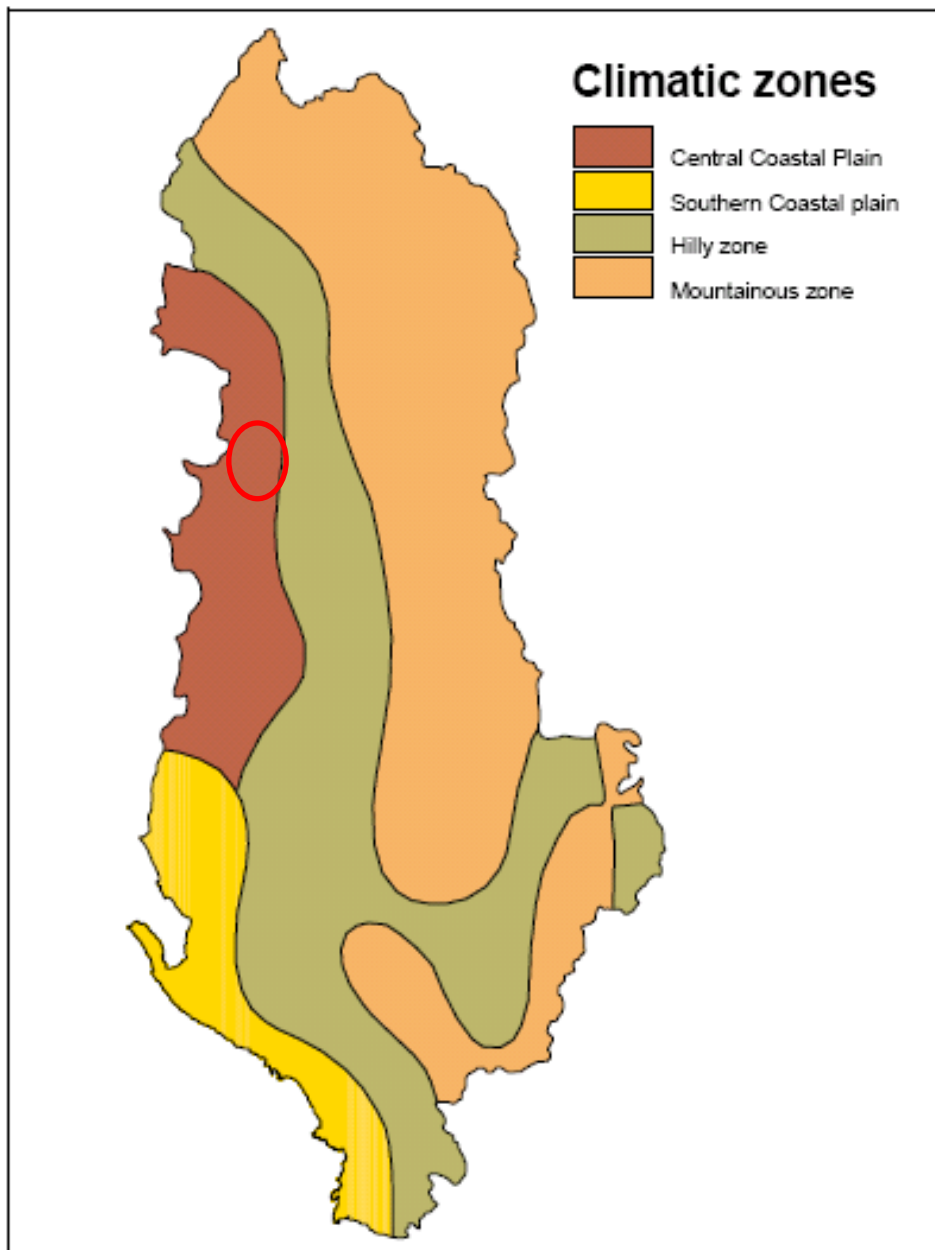 Climatic zones
Central Coastal Plain
Southern Coastal plain
Hilly zone
Mountainous zone